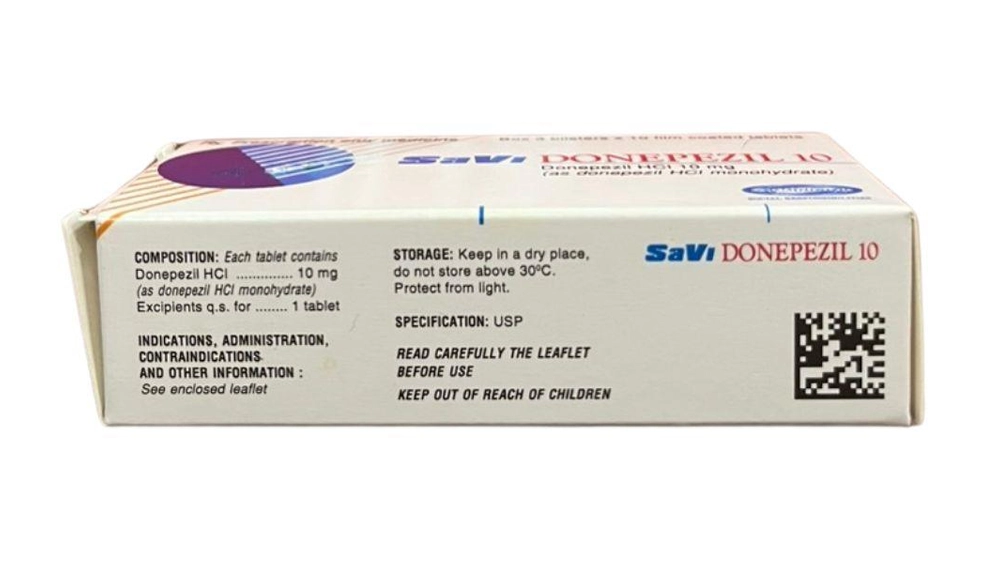 Box 3 blisters x 10 film coated tablets
SaVi DONEPEZIL 10
Donepezil HCl 10 mg
(as donepezil HCl monohydrate)
COMPOSITION: Each tablet contains
Donepezil HCl .............. 10 mg
(as donepezil HCl monohydrate)
Excipients q.s. for ........ 1 tablet
INDICATIONS, ADMINISTRATION,
CONTRAINDICATIONS
AND OTHER INFORMATION :
See enclosed leaflet
STORAGE: Keep in a dry place,
do not store above 30ºC.
Protect from light.
SPECIFICATION: USP
READ CAREFULLY THE LEAFLET
BEFORE USE
KEEP OUT OF REACH OF CHILDREN
SaVi DONEPEZIL 10